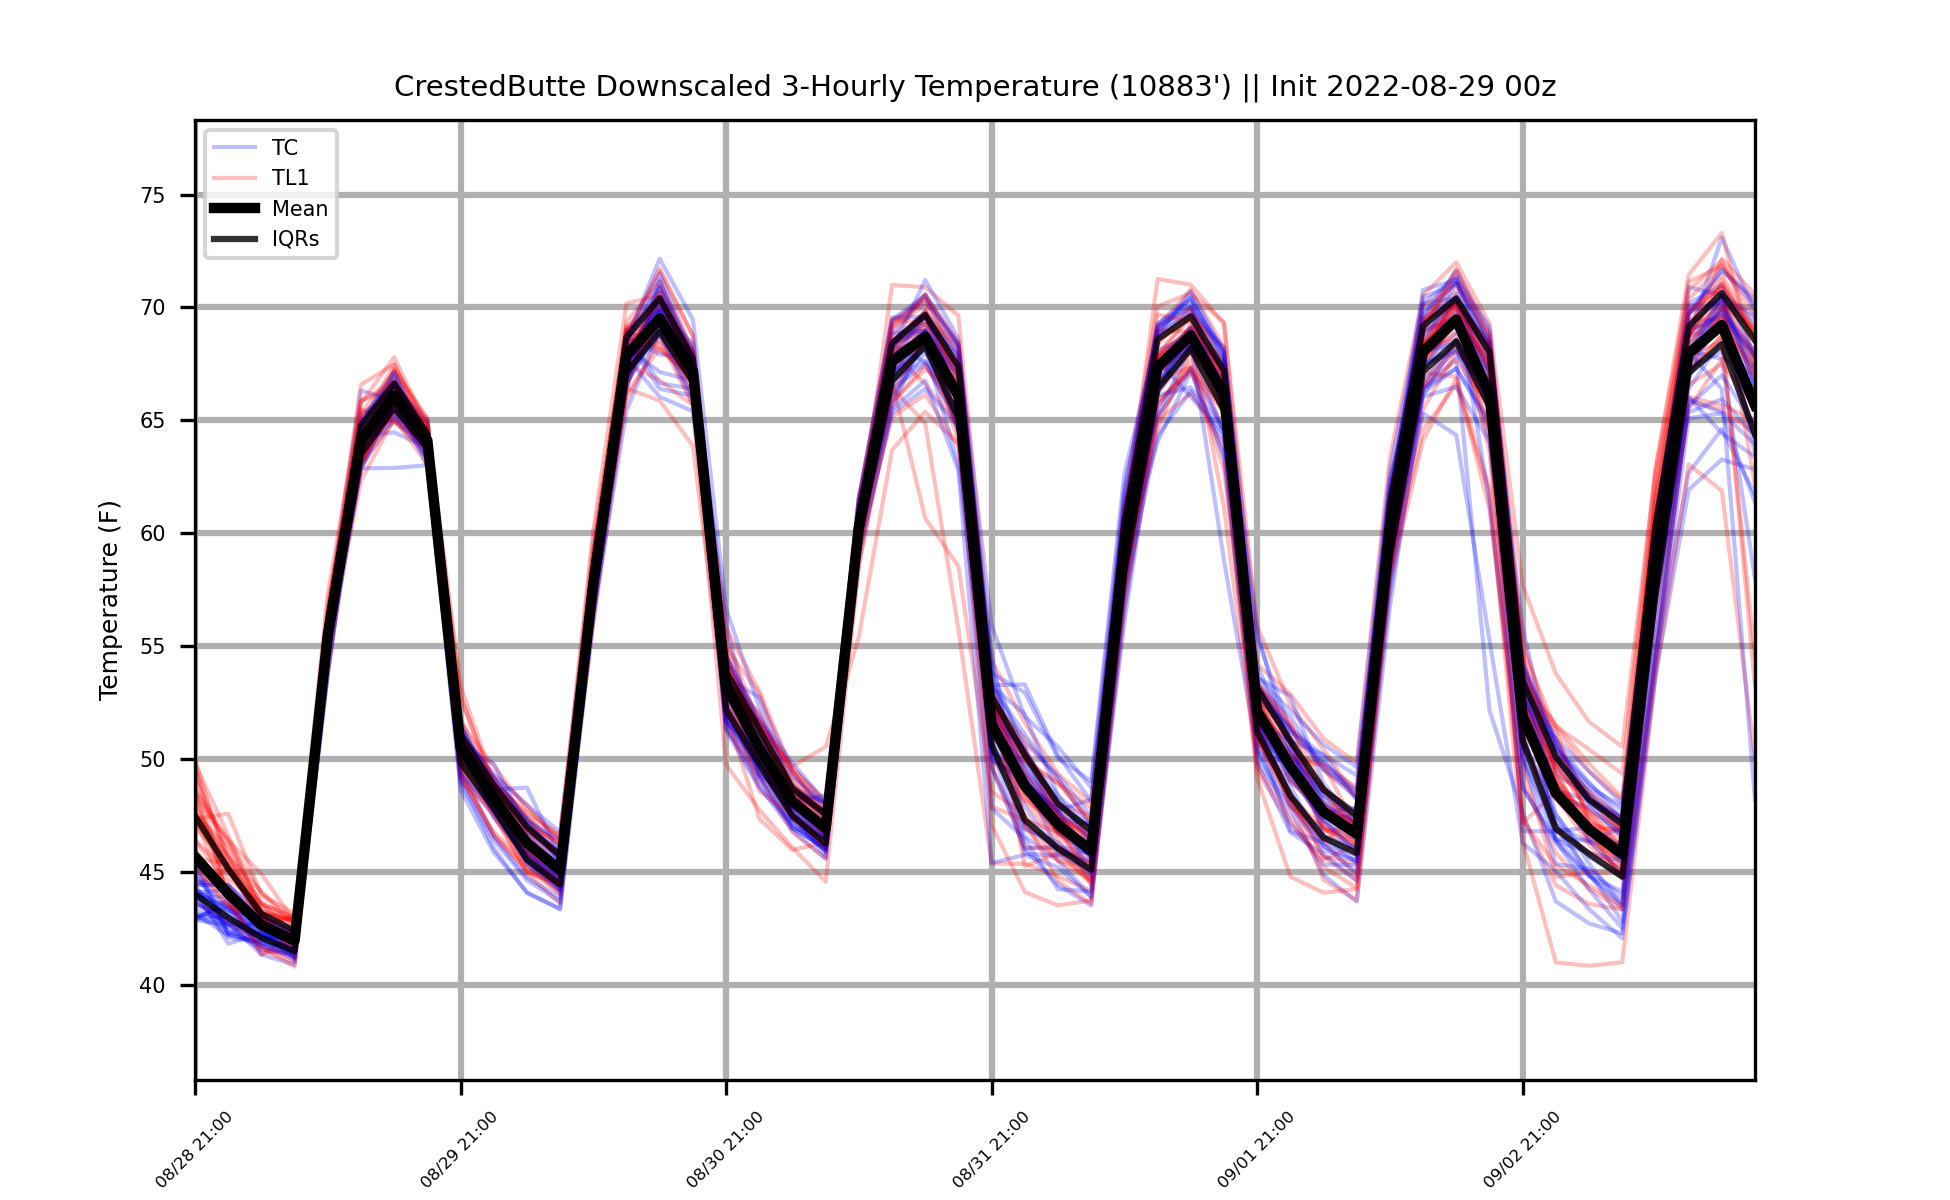 CrestedButte Downscaled 3-Hourly Temperature (10883') || Init 2022-08-29 00z
TC
TL1
Mean
IQRs
75
70
65
60
55
50
45
40
Temperature (F)
08/28 21:00
08/29 21:00
08/30 21:00
08/31 21:00
09/01 21:00
09/02 21:00